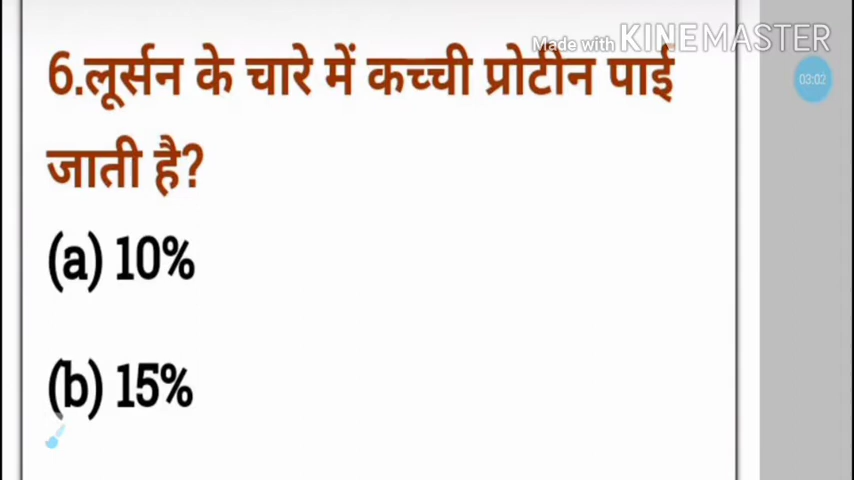 Made with KINEMASTER
6.लूर्सन के चारे में कच्ची प्रोटीन पाई
03:02
जाती है?
(a) 10%
(b) 15%